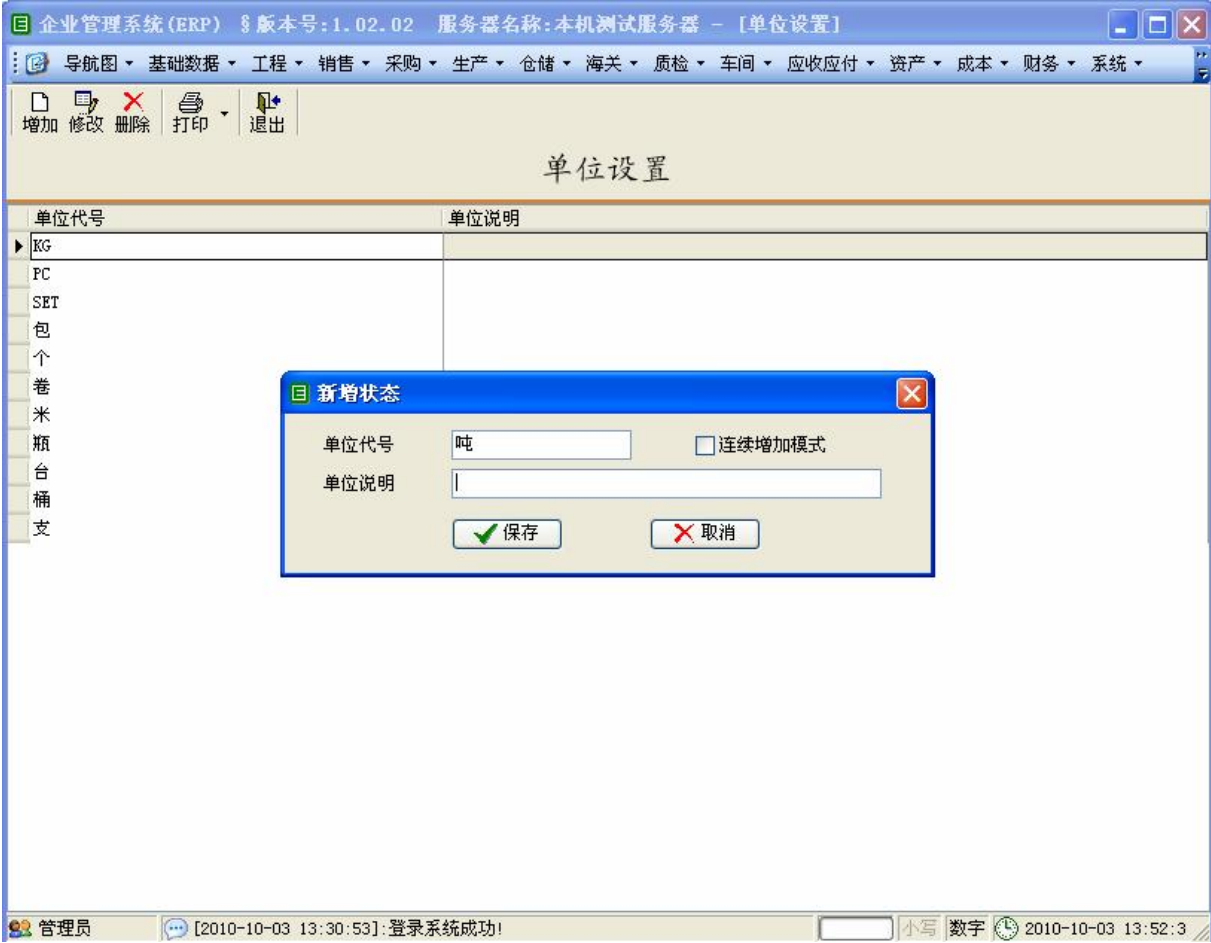 企业管理系统(ERP) §版本号:1.02.02 服务器名称:本机测试服务器 - [单位设置]
导航图 基础数据 工程 销售 采购 生产 仓储 海关 质检 车间 应收应付 资产 成本 财务 系统
增加 修改 删除 打印 退出
单位设置
单位代号 单位说明
KG
PC
SET
包
个
卷
米
瓶
台
桶
支
新增状态
单位代号 吨 连续增加模式
单位说明
保存 取消
管理员 [2010-10-03 13:30:53]:登录系统成功! 小写 数字 2010-10-03 13:52:3